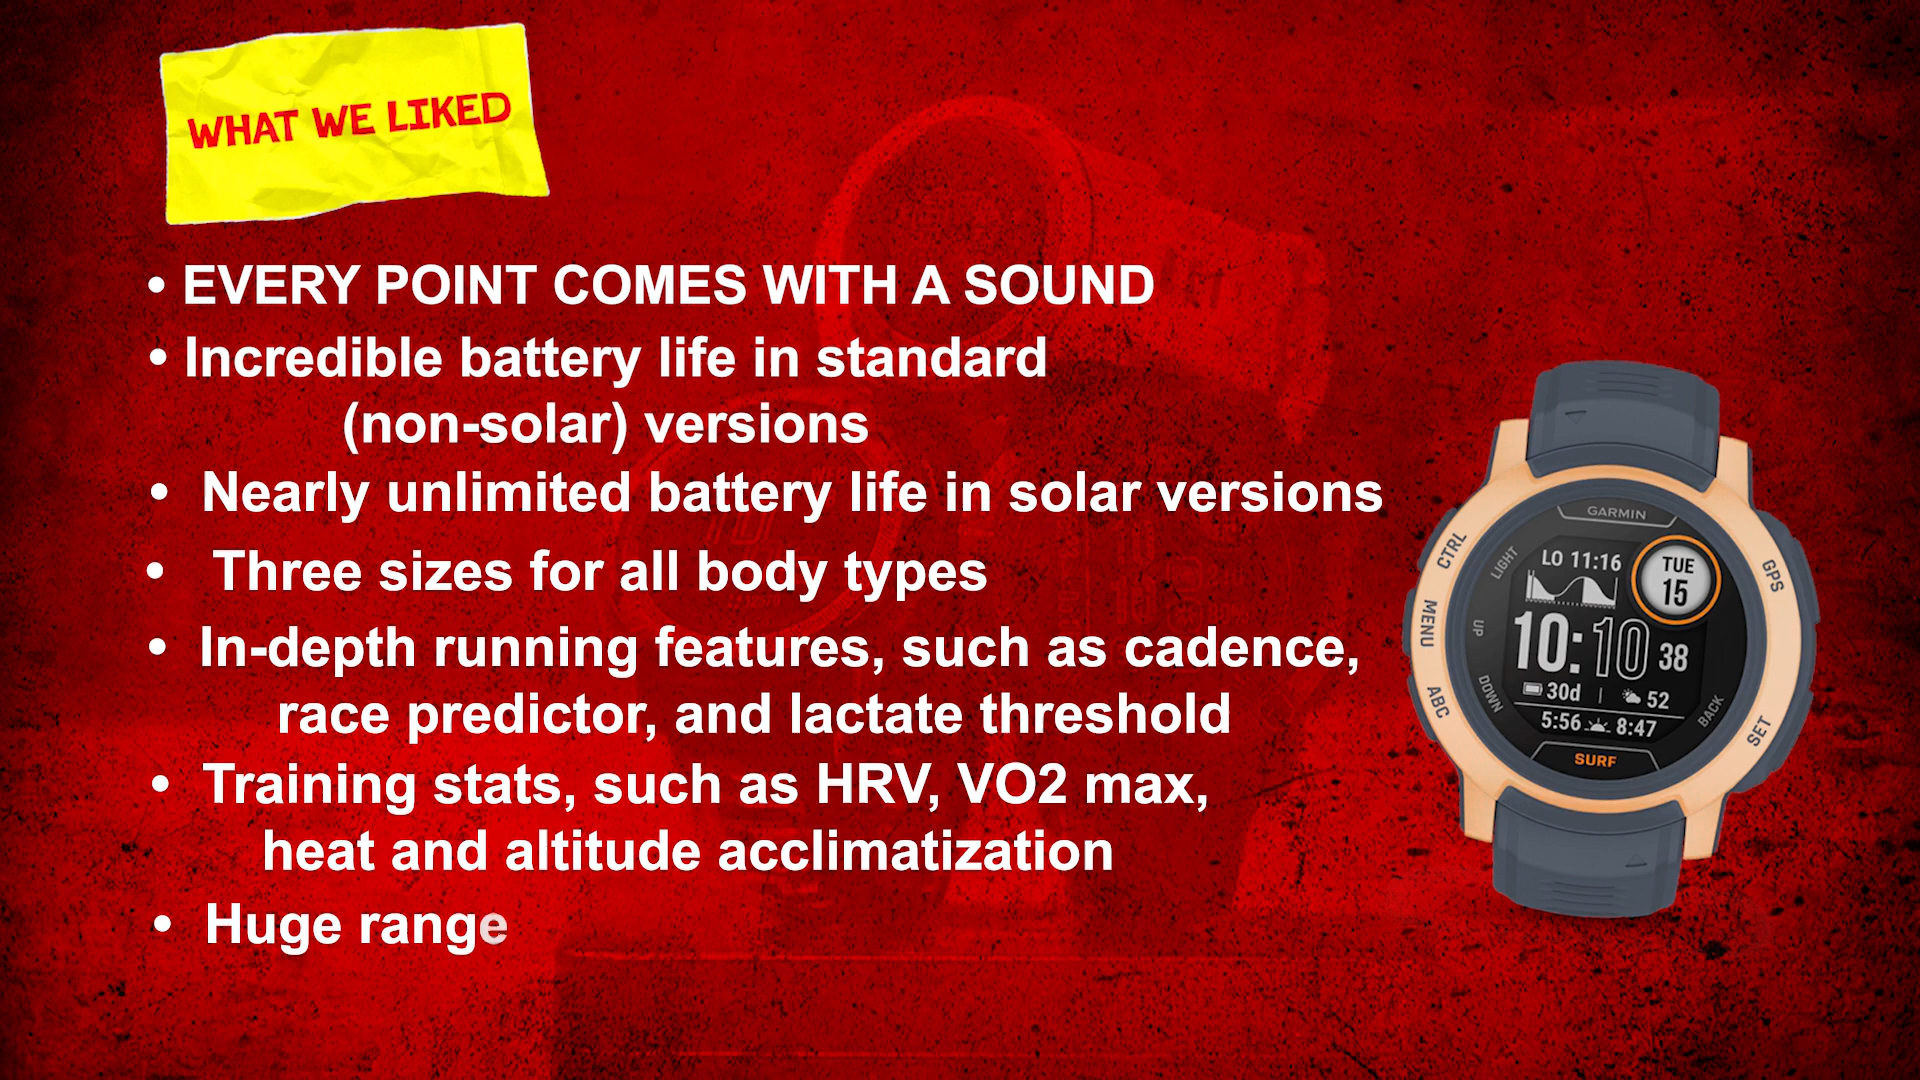 WHAT WE LIKED
• EVERY POINT COMES WITH A SOUND
• Incredible battery life in standard
(non-solar) versions
• Nearly unlimited battery life in solar versions
• Three sizes for all body types
• In-depth running features, such as cadence,
race predictor, and lactate threshold
• Training stats, such as HRV, VO2 max,
heat and altitude acclimatization
• Huge range
GARMIN
CTRL
LIGHT
GPS
LO 11:16
TUE
15
MENU
UP
10:10 38
30d | 52
ABC
DOWN
BACK
SET
5:56 8:47
SURF